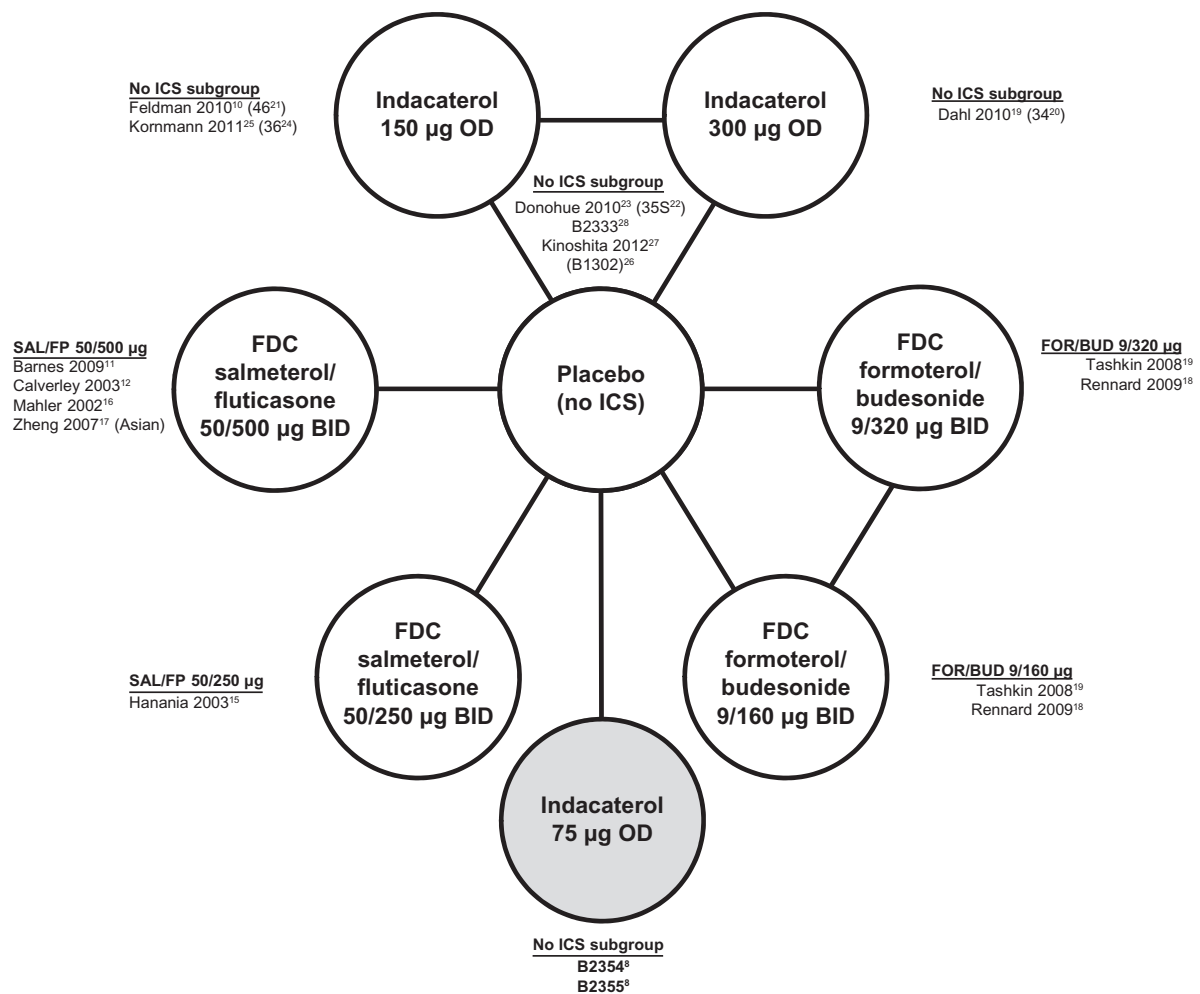 No ICS subgroup
Feldman 2010¹⁰ (46²¹)
Kornmann 2011²⁵ (36²⁴)
Indacaterol
150 µg OD
Indacaterol
300 µg OD
No ICS subgroup
Dahl 2010¹⁹ (34²⁰)
No ICS subgroup
Donohue 2010²³ (35S²²)
B2333²⁸
Kinoshita 2012²⁷
(B1302)²⁶
SAL/FP 50/500 µg
Barnes 2009¹¹
Calverley 2003¹²
Mahler 2002¹⁶
Zheng 2007¹⁷ (Asian)
FDC
salmeterol/
fluticasone
50/500 µg BID
Placebo
(no ICS)
FDC
formoterol/
budesonide
9/320 µg BID
FOR/BUD 9/320 µg
Tashkin 2008¹⁹
Rennard 2009¹⁸
SAL/FP 50/250 µg
Hanania 2003¹⁵
FDC
salmeterol/
fluticasone
50/250 µg BID
FDC
formoterol/
budesonide
9/160 µg BID
FOR/BUD 9/160 µg
Tashkin 2008¹⁹
Rennard 2009¹⁸
Indacaterol
75 µg OD
No ICS subgroup
B2354⁸
B2355⁸